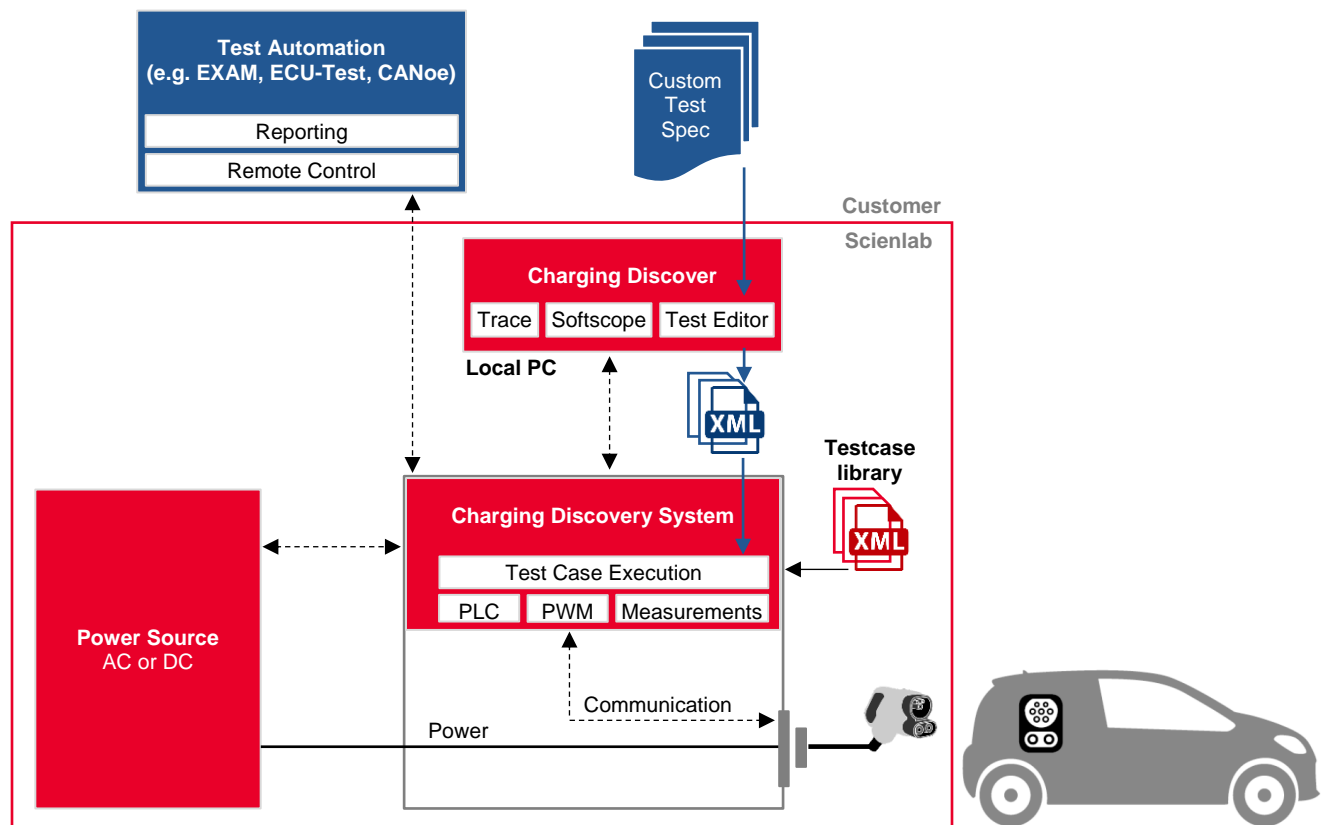 Test Automation
(e.g. EXAM, ECU-Test, CANoe)
Reporting
Remote Control
Custom
Test
Spec
Customer
Scienlab
Charging Discover
Trace
Softscope
Test Editor
Local PC
XML
Testcase
library
XML
Charging Discovery System
Test Case Execution
PLC
PWM
Measurements
Power Source
AC or DC
Communication
Power